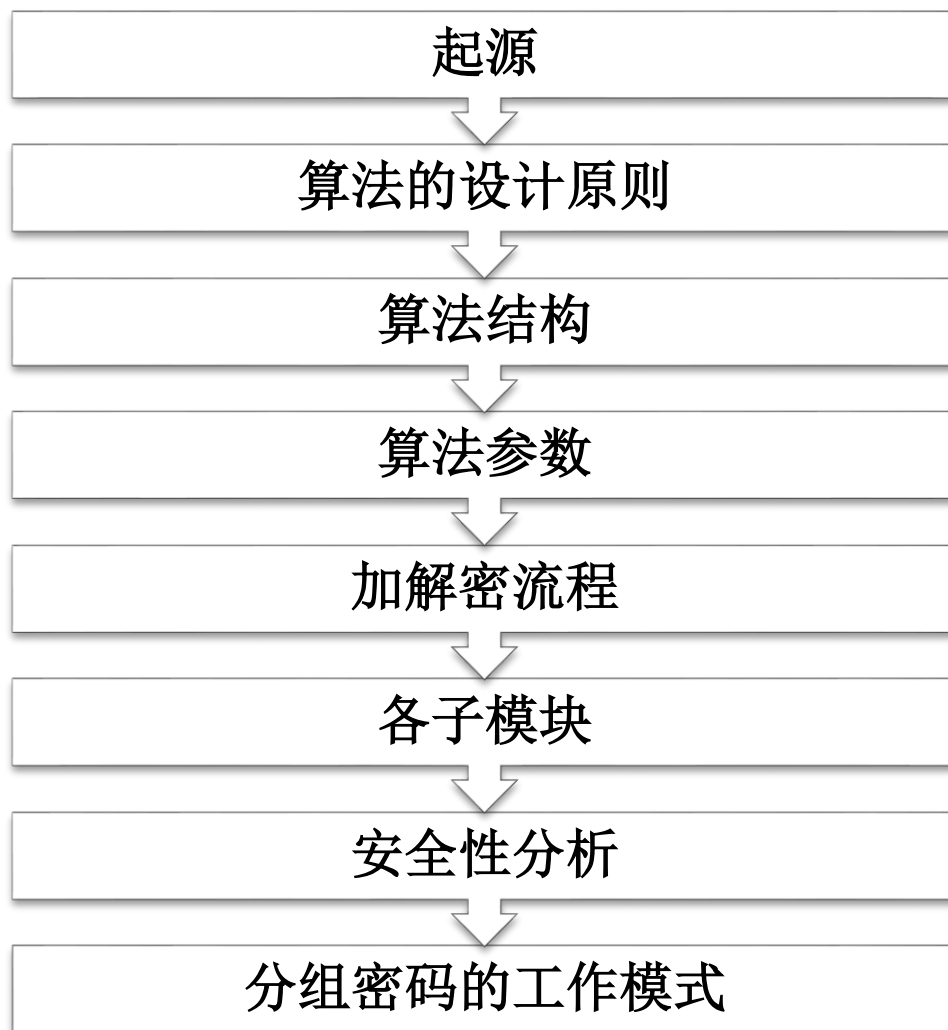 起源
算法的设计原则
算法结构
算法参数
加解密流程
各子模块
安全性分析
分组密码的工作模式